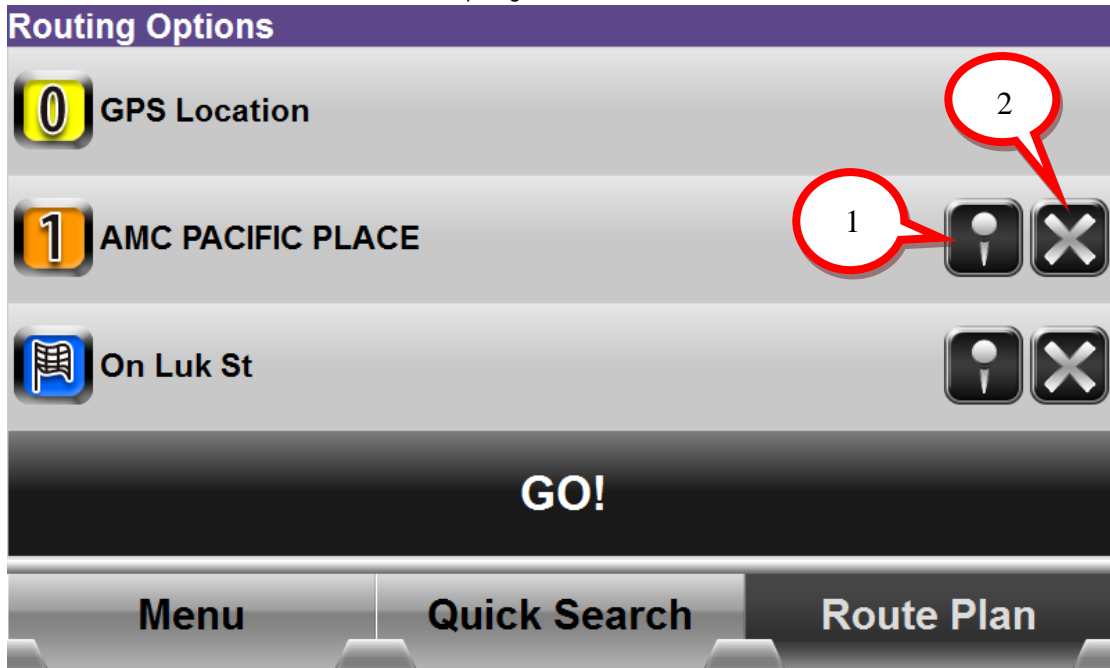 Routing Options
0 GPS Location
2
1 AMC PACIFIC PLACE
1
On Luk St
GO!
Menu Quick Search Route Plan